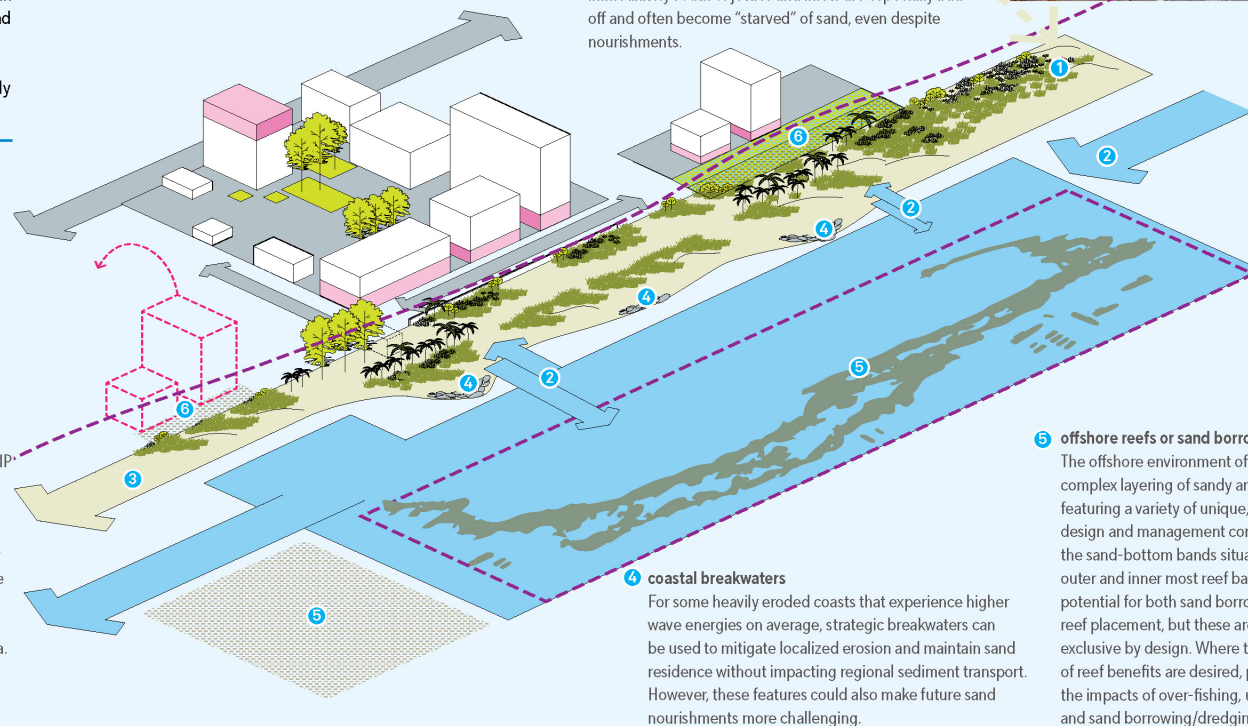 off and often become “starved” of sand, even despite
nourishments.
1
2
6
2
4
4
5
2
4
6
3
5
4 coastal breakwaters
For some heavily eroded coasts that experience higher
wave energies on average, strategic breakwaters can
be used to mitigate localized erosion and maintain sand
residence without impacting regional sediment transport.
However, these features could also make future sand
nourishments more challenging.
5 offshore reefs or sand borro
The offshore environment of
complex layering of sandy an
featuring a variety of unique,
design and management con
the sand-bottom bands situa
outer and inner most reef ba
potential for both sand borro
reef placement, but these are
exclusive by design. Where t
of reef benefits are desired, p
the impacts of over-fishing, u
and sand borrowing/dredgin